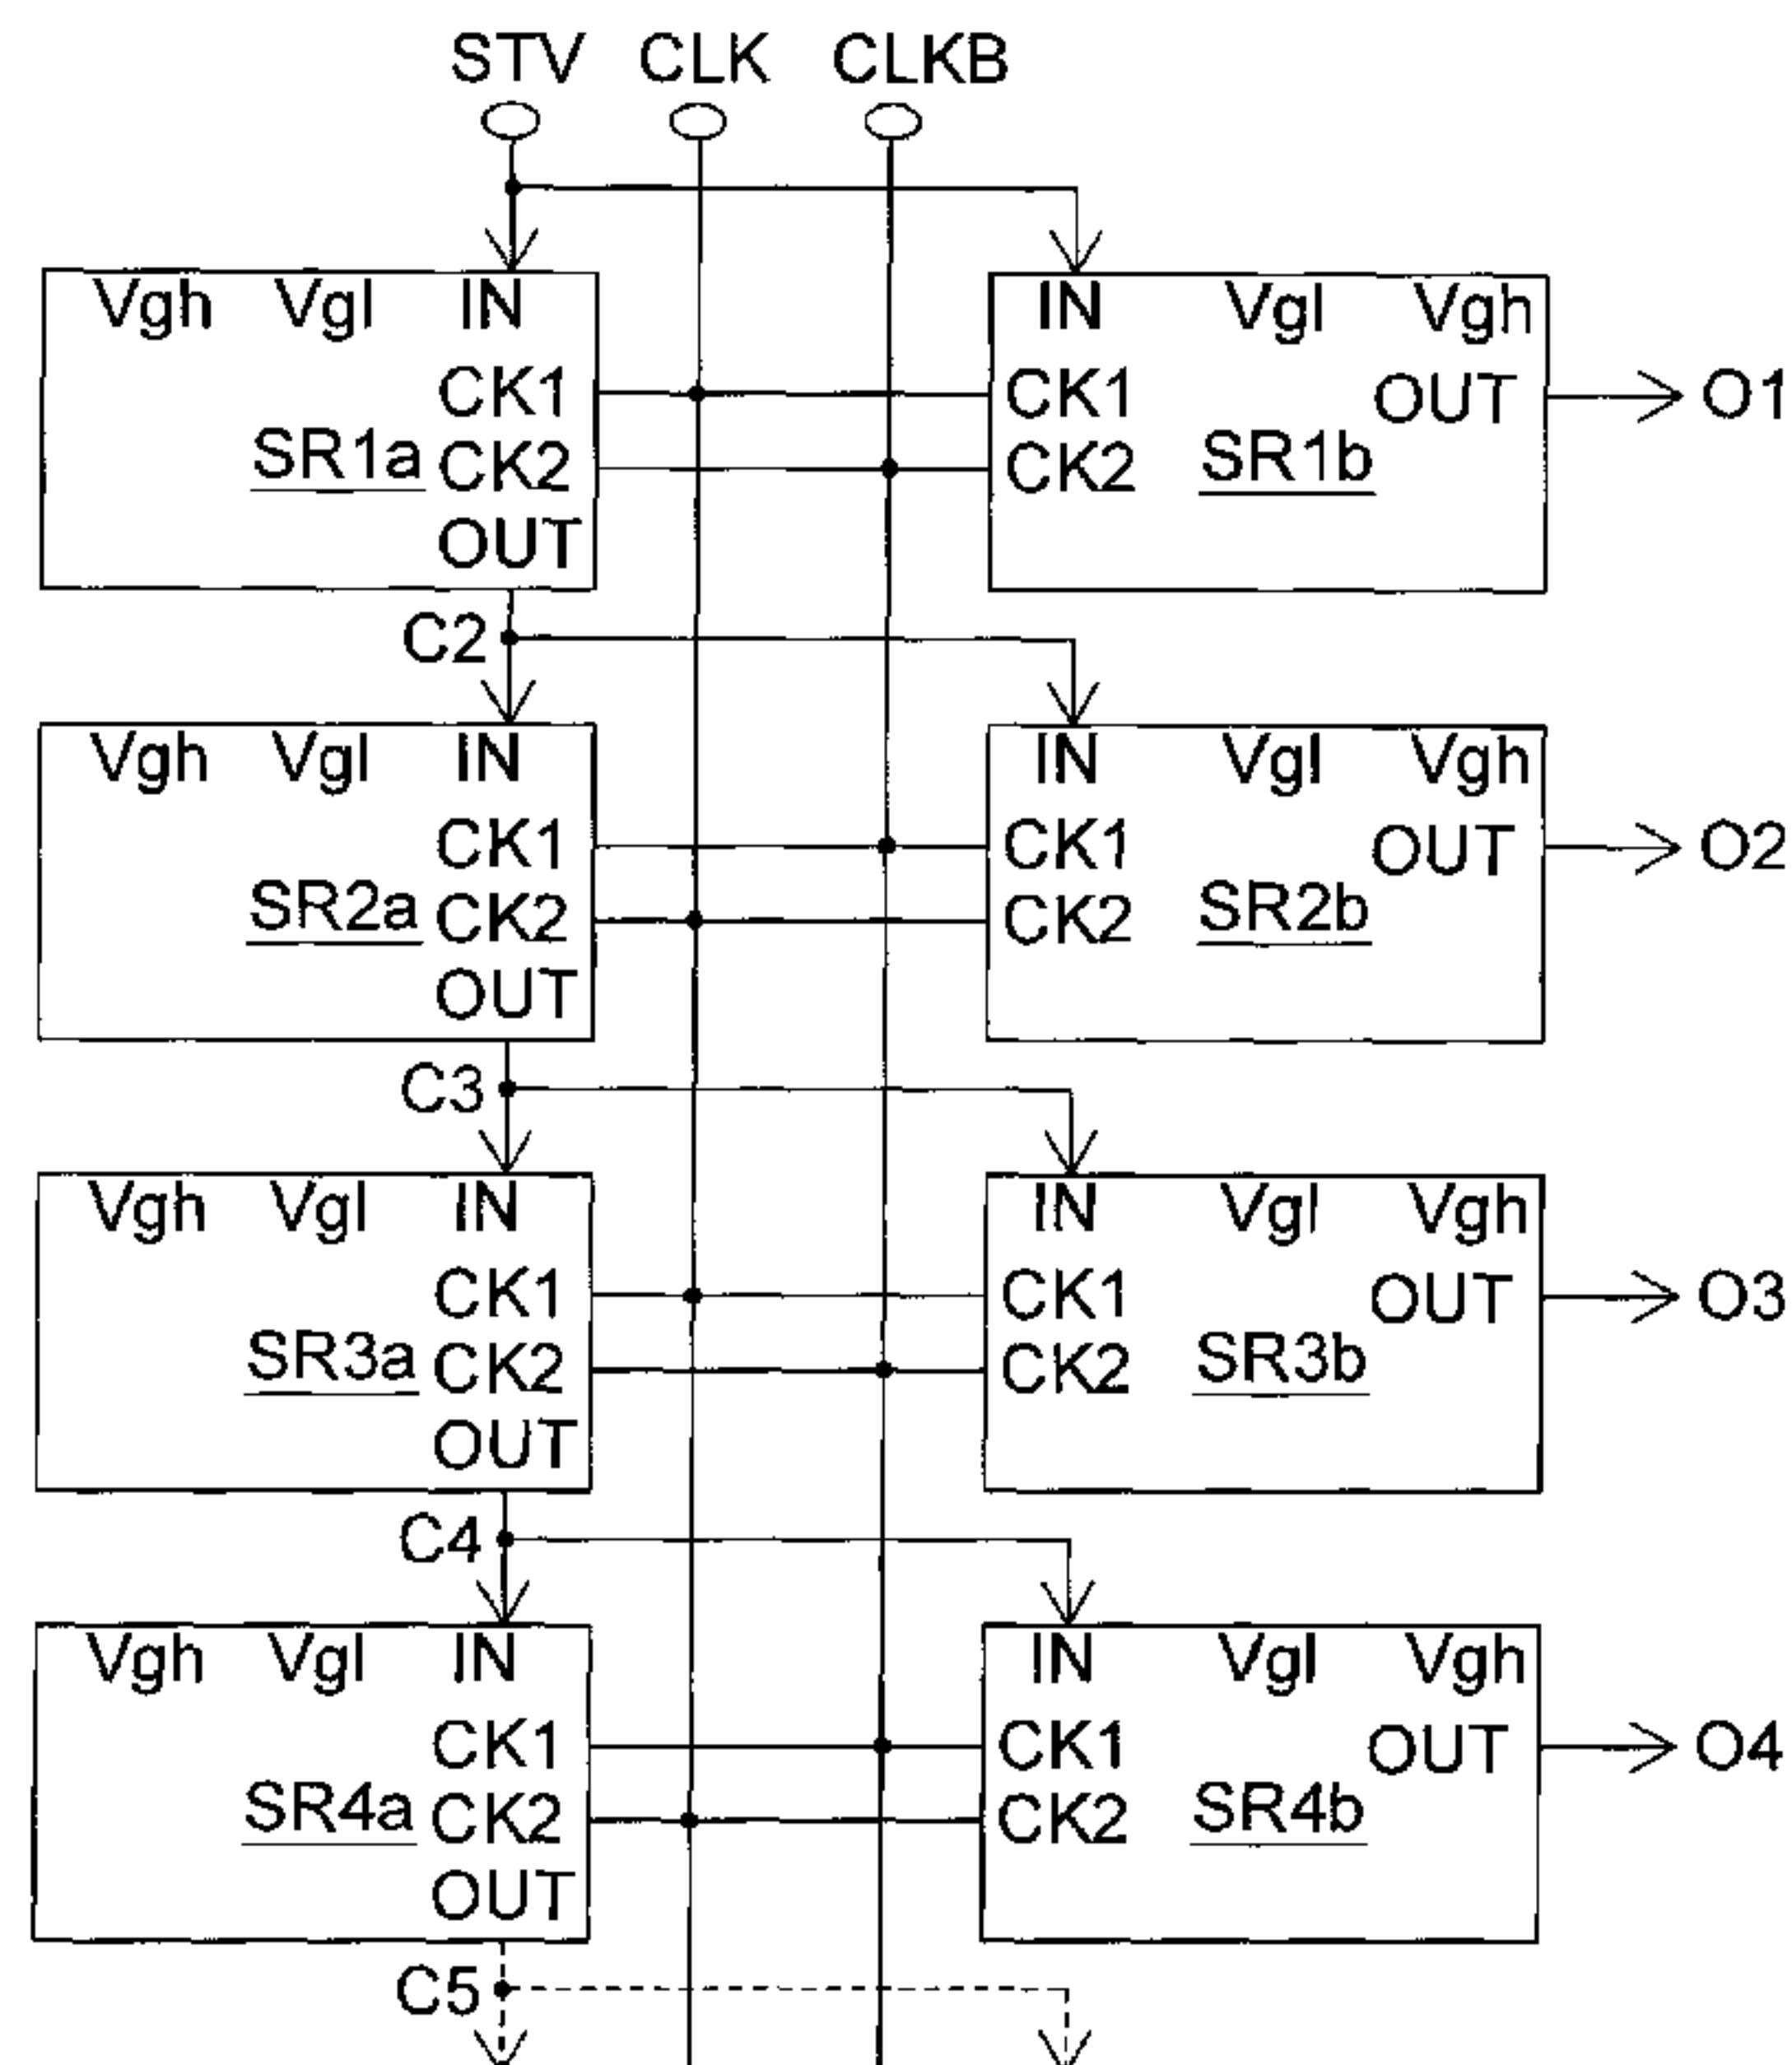 STV CLK CLKB
Vgh Vgl IN IN Vgl Vgh
CK1 CK1 OUT O1
SR1a CK2 CK2 SR1b
OUT
C2
Vgh Vgl IN IN Vgl Vgh
CK1 CK1 OUT O2
SR2a CK2 CK2 SR2b
OUT
C3
Vgh Vgl IN IN Vgl Vgh
CK1 CK1 OUT O3
SR3a CK2 CK2 SR3b
OUT
C4
Vgh Vgl IN IN Vgl Vgh
CK1 CK1 OUT O4
SR4a CK2 CK2 SR4b
OUT
C5